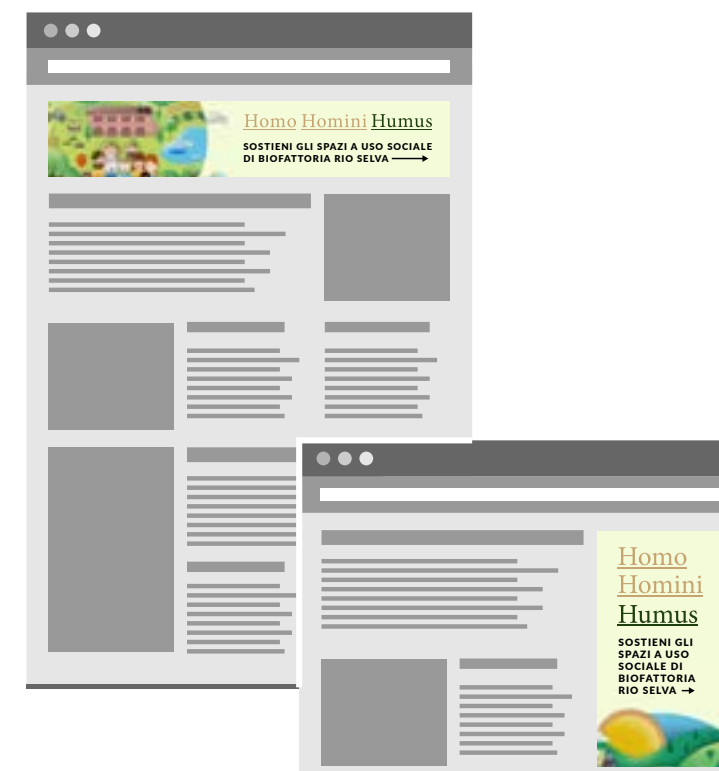 Homo Homini Humus
SOSTIENI GLI SPAZI A USO SOCIALE
DI BIOFATTORIA RIO SELVA
Homo
Homini
Humus
SOSTIENI GLI
SPAZI A USO
SOCIALE DI
BIOFATTORIA
RIO SELVA